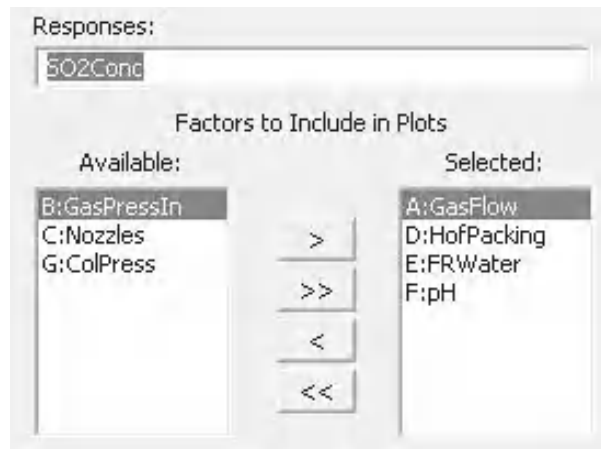 Responses:
SO2Conc
Factors to Include in Plots
Available:
Selected:
B:GasPressIn
C:Nozzles
G:ColPress
>
>>
<
<<
A:GasFlow
D:HofPacking
E:FRWater
F:pH